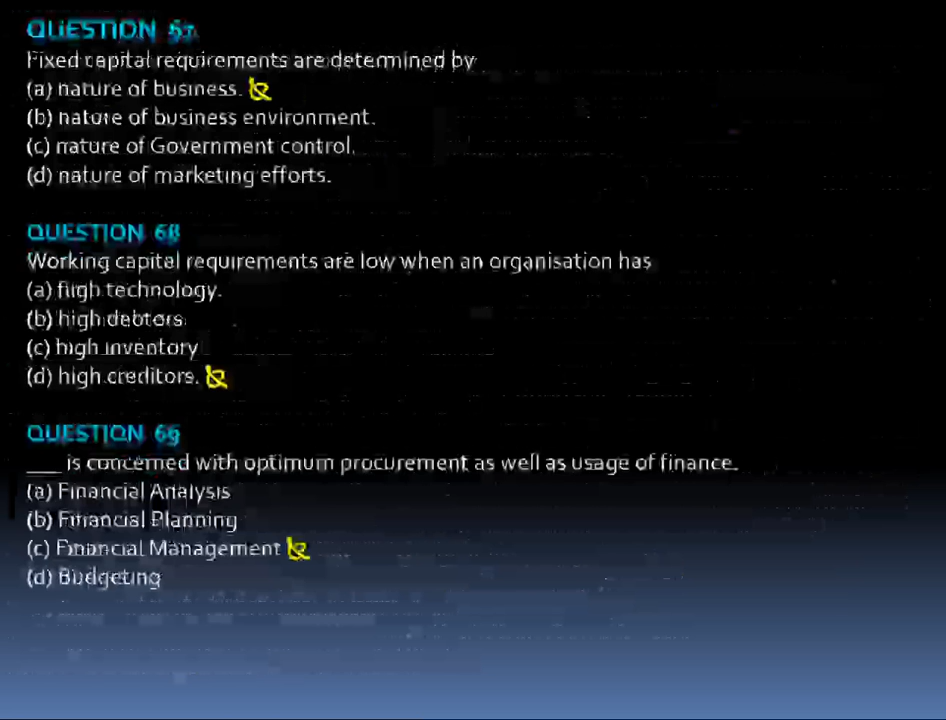 QUESTION 67
Fixed capital requirements are determined by
(a) nature of business.
(b) nature of business environment.
(c) nature of Government control.
(d) nature of marketing efforts.
QUESTION 68
Working capital requirements are low when an organisation has
(a) high technology.
(b) high debtors
(c) high inventory
(d) high creditors.
QUESTION 69
___ is concerned with optimum procurement as well as usage of finance.
(a) Financial Analysis
(b) Financial Planning
(c) Financial Management
(d) Budgeting